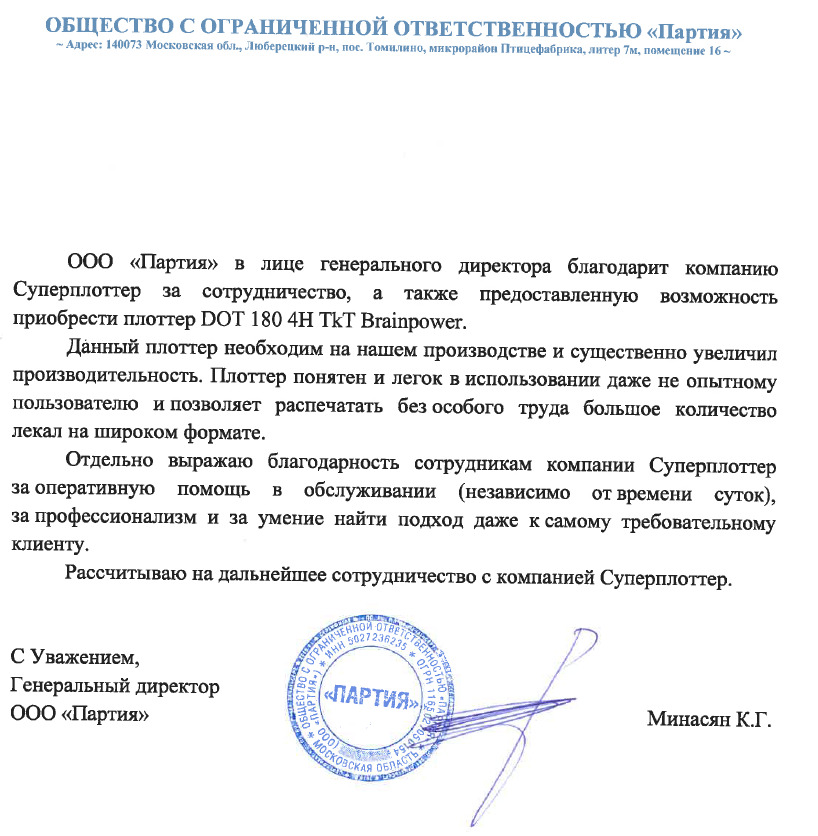 ОБЩЕСТВО С ОГРАНИЧЕННОЙ ОТВЕТСТВЕННОСТЬЮ «Партия»
~ Адрес: 140073 Московская обл., Люберецкий р-н, пос. Томилино, микрорайон Птицефабрика, литер 7м, помещение 16 ~
ООО «Партия» в лице генерального директора благодарит компанию
Суперплоттер за сотрудничество, а также предоставленную возможность
приобрести плоттер DOT 180 4H TkT Brainpower.
Данный плоттер необходим на нашем производстве и существенно увеличил
производительность. Плоттер понятен и легок в использовании даже не опытному
пользователю и позволяет распечатать без особого труда большое количество
лекал на широком формате.
Отдельно выражаю благодарность сотрудникам компании Суперплоттер
за оперативную помощь в обслуживании (независимо от времени суток),
за профессионализм и за умение найти подход даже к самому требовательному
клиенту.
Рассчитываю на дальнейшее сотрудничество с компанией Суперплоттер.
С Уважением,
Генеральный директор
ООО «Партия»
ОБЩЕСТВО С ОГРАНИЧЕННОЙ ОТВЕТСТВЕННОСТЬЮ
ИНН 5027236235 * ОГРН
(ООО «ПАРТИЯ»)
«ПАРТИЯ»
МОСКОВСКАЯ ОБЛАСТЬ
Минасян К.Г.